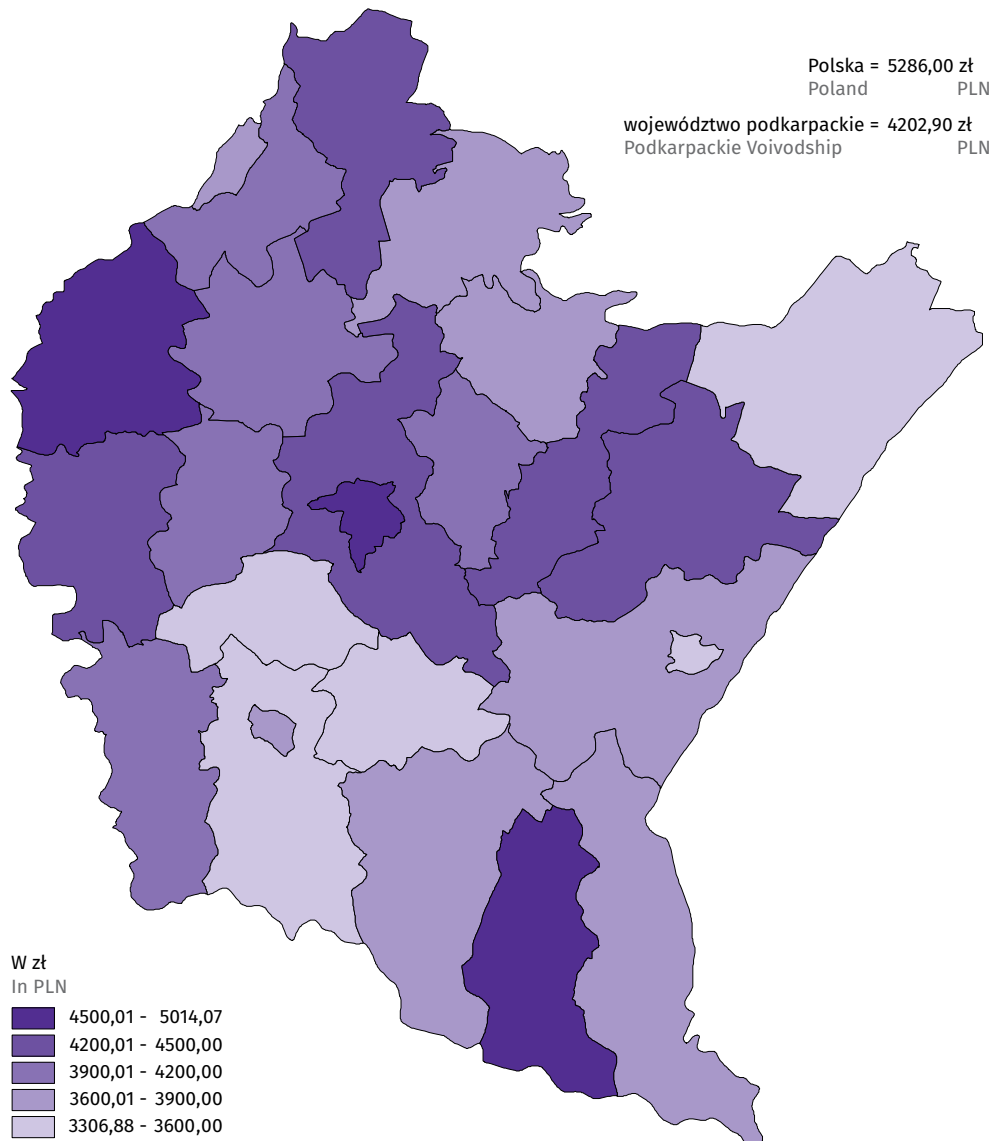 Polska = 5286,00 zł
Poland PLN
województwo podkarpackie = 4202,90 zł
Podkarpackie Voivodship PLN
W zł
In PLN
4500,01 - 5014,07
4200,01 - 4500,00
3900,01 - 4200,00
3600,01 - 3900,00
3306,88 - 3600,00